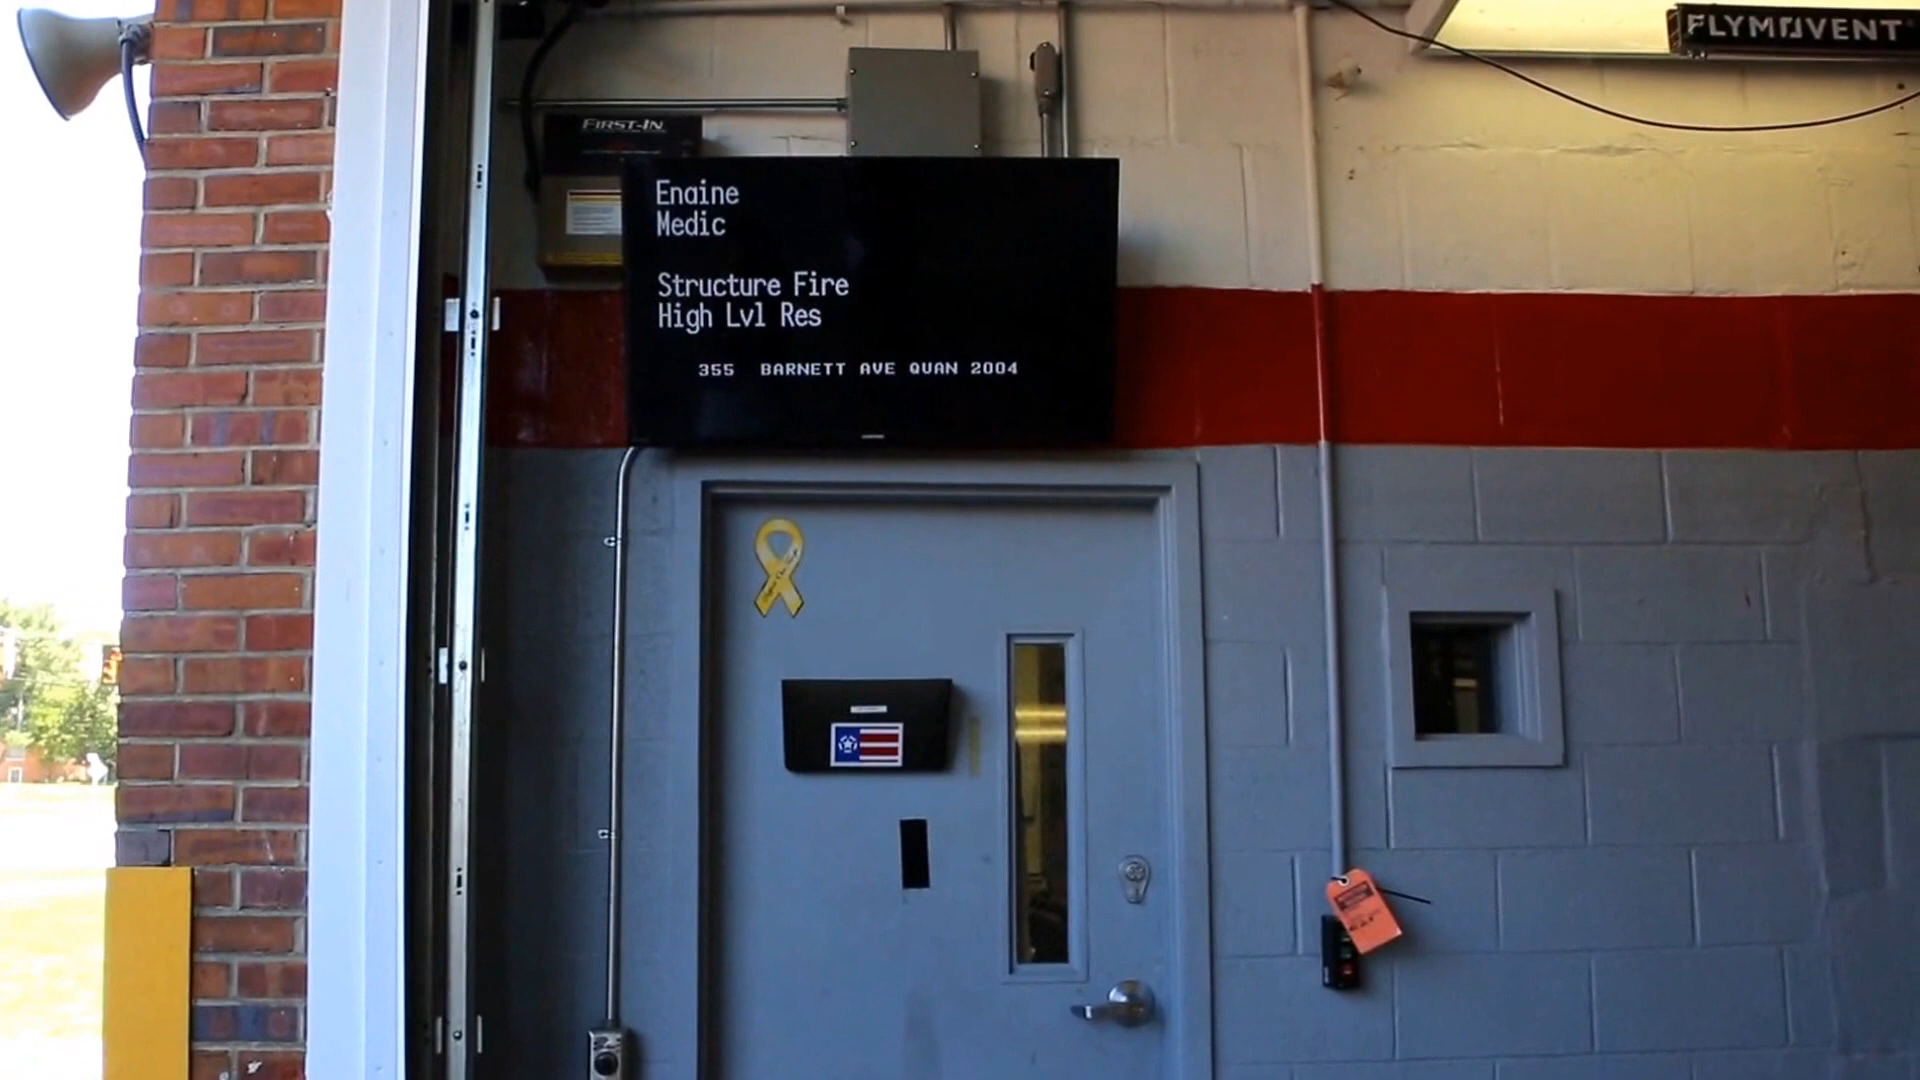 FLYMOVENT
FIRST-IN
Engine
Medic
Structure Fire
High Lvl Res
355 BARNETT AVE QUAN 2004